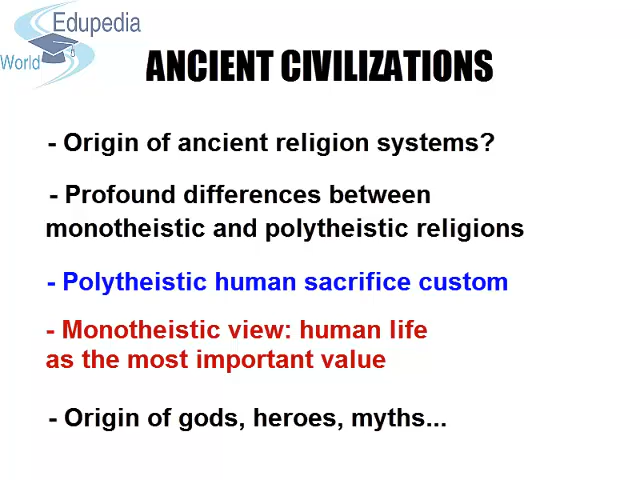 Edupedia
World
ANCIENT CIVILIZATIONS
- Origin of ancient religion systems?
- Profound differences between
monotheistic and polytheistic religions
- Polytheistic human sacrifice custom
- Monotheistic view: human life
as the most important value
- Origin of gods, heroes, myths...